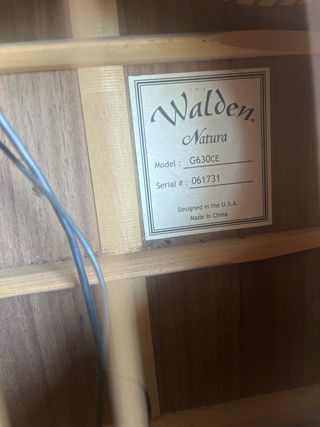 Walden®
Natura
Model : G630CE
Serial # : 061731
Designed in the U.S.A.
Made in China